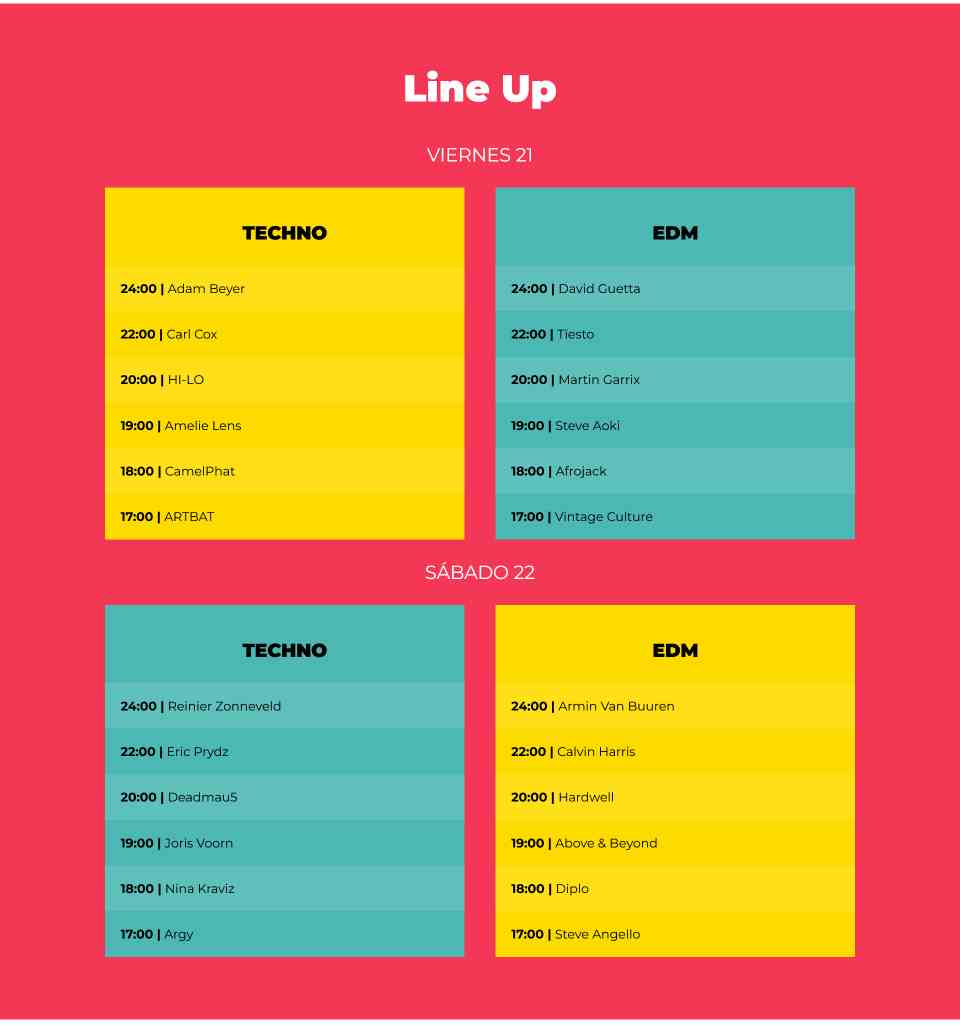 Line Up
VIERNES 21
TECHNO
24:00 | Adam Beyer
22:00 | Carl Cox
20:00 | HI-LO
19:00 | Amelie Lens
18:00 | CamelPhat
17:00 | ARTBAT
EDM
24:00 | David Guetta
22:00 | Tïesto
20:00 | Martin Garrix
19:00 | Steve Aoki
18:00 | Afrojack
17:00 | Vintage Culture
SÁBADO 22
TECHNO
24:00 | Reinier Zonneveld
22:00 | Eric Prydz
20:00 | Deadmau5
19:00 | Joris Voorn
18:00 | Nina Kraviz
17:00 | Argy
EDM
24:00 | Armin Van Buuren
22:00 | Calvin Harris
20:00 | Hardwell
19:00 | Above & Beyond
18:00 | Diplo
17:00 | Steve Angello